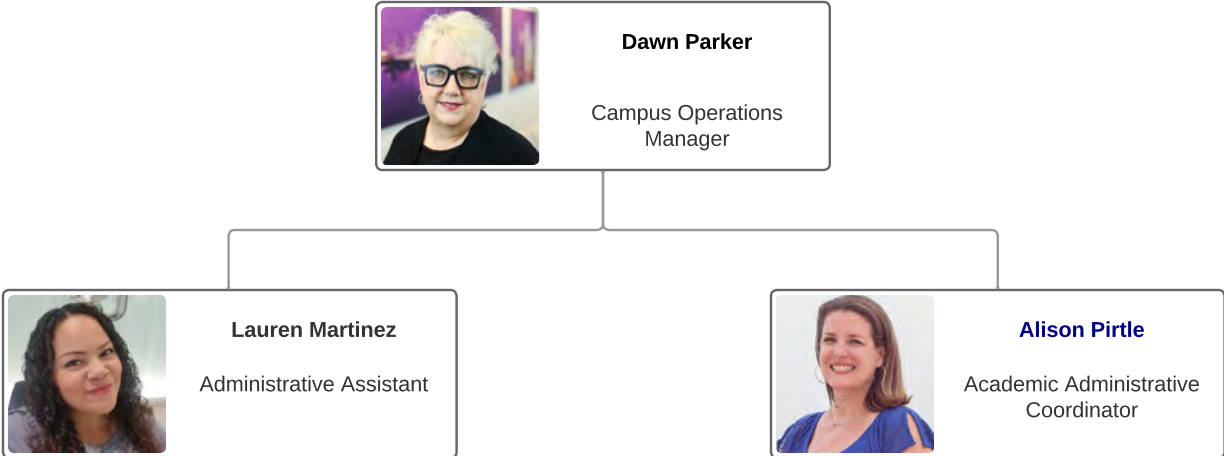 Dawn Parker
Campus Operations
Manager
Lauren Martinez
Administrative Assistant
Alison Pirtle
Academic Administrative
Coordinator